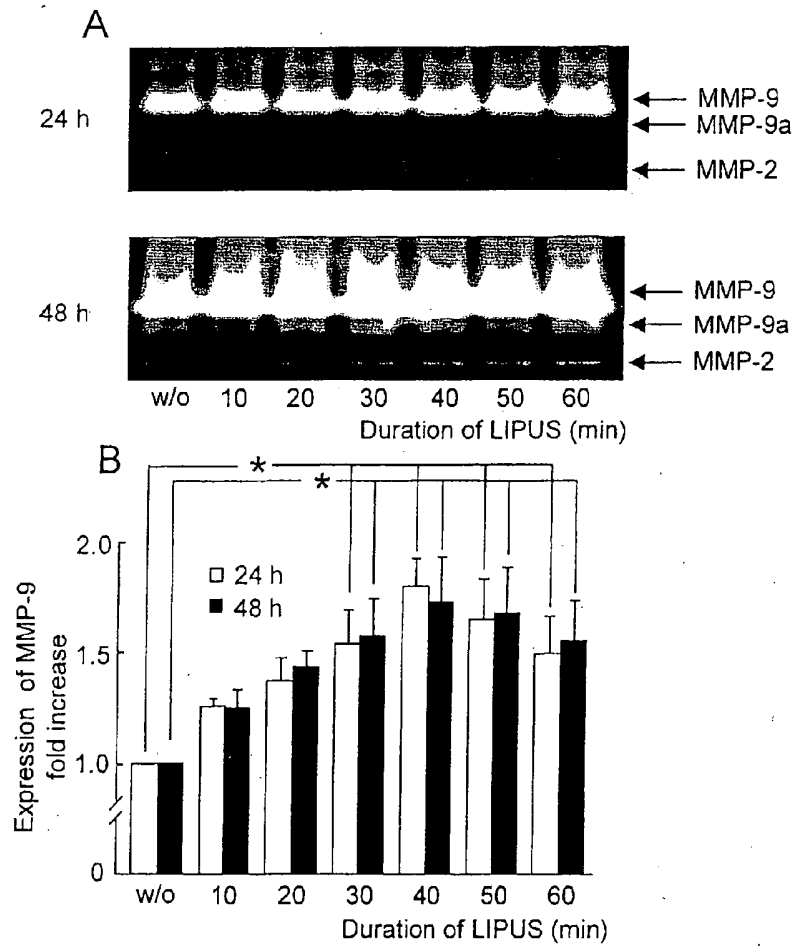 A
24 h
MMP-9
MMP-9a
MMP-2
48 h
MMP-9
MMP-9a
MMP-2
w/o 10 20 30 40 50 60
Duration of LIPUS (min)
B
*
*
2.0
24 h
48 h
1.5
1.0
0
Expression of MMP-9
fold increase
w/o 10 20 30 40 50 60
Duration of LIPUS (min)